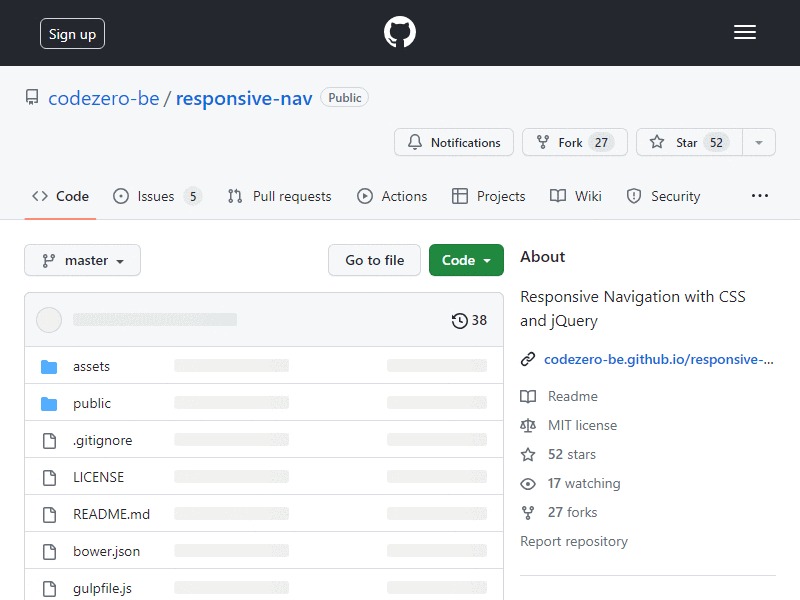 Sign up
codezero-be / responsive-nav Public
Notifications Fork 27 Star 52
Code Issues 5 Pull requests Actions Projects Wiki Security
master Go to file Code
38
assets
public
.gitignore
LICENSE
README.md
bower.json
gulpfile.js
About
Responsive Navigation with CSS
and jQuery
codezero-be.github.io/responsive-...
Readme
MIT license
52 stars
17 watching
27 forks
Report repository